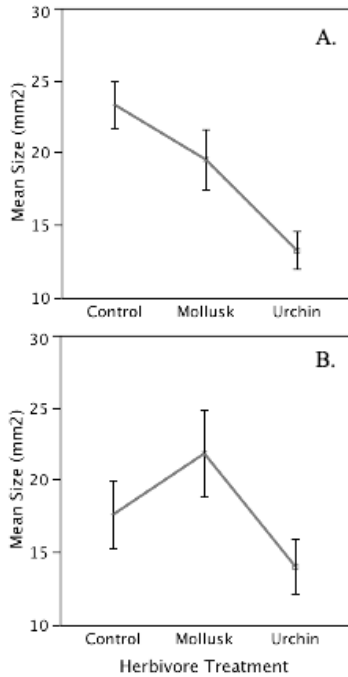 A.
Mean Size (mm2)
30
25
20
15
10
Control Mollusk Urchin
B.
Mean Size (mm2)
30
25
20
15
10
Control Mollusk Urchin
Herbivore Treatment